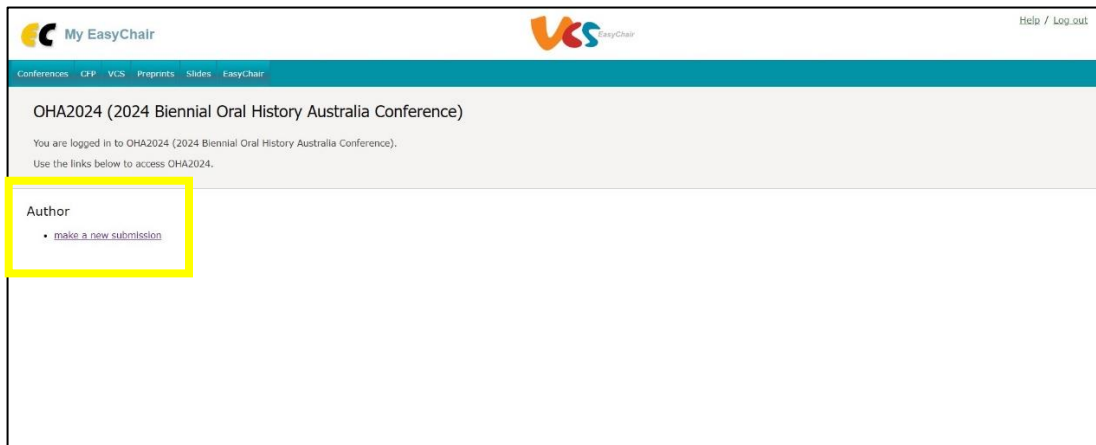 EC My EasyChair
VCS EasyChair
Help / Log out
Conferences CFP VCS Preprints Slides EasyChair
OHA2024 (2024 Biennial Oral History Australia Conference)
You are logged in to OHA2024 (2024 Biennial Oral History Australia Conference).
Use the links below to access OHA2024.
Author
• make a new submission